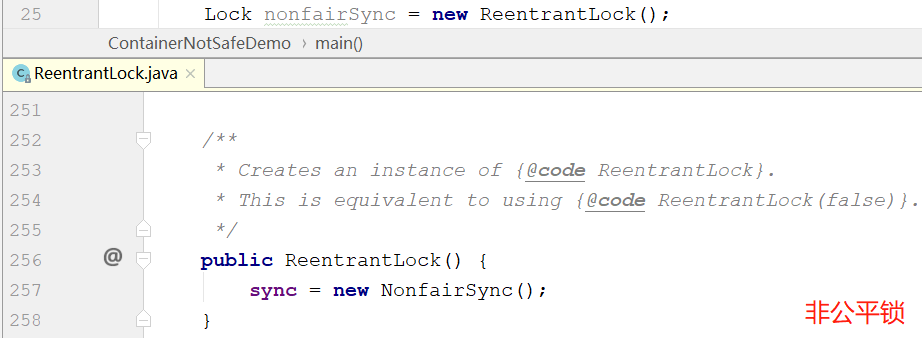 25 Lock nonfairSync = new ReentrantLock();
ContainerNotSafeDemo › main()
ReentrantLock.java ×
251
252 /**
253 * Creates an instance of {@code ReentrantLock}.
254 * This is equivalent to using {@code ReentrantLock(false)}.
255 */
256 @ public ReentrantLock() {
257 sync = new NonfairSync();
258 }
非公平锁